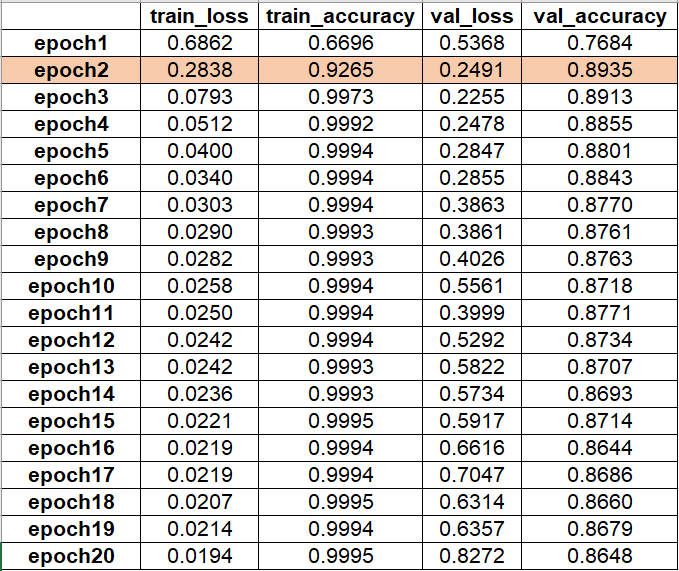 train_loss train_accuracy val_loss val_accuracy
epoch1 0.6862 0.6696 0.5368 0.7684
epoch2 0.2838 0.9265 0.2491 0.8935
epoch3 0.0793 0.9973 0.2255 0.8913
epoch4 0.0512 0.9992 0.2478 0.8855
epoch5 0.0400 0.9994 0.2847 0.8801
epoch6 0.0340 0.9994 0.2855 0.8843
epoch7 0.0303 0.9994 0.3863 0.8770
epoch8 0.0290 0.9993 0.3861 0.8761
epoch9 0.0282 0.9993 0.4026 0.8763
epoch10 0.0258 0.9994 0.5561 0.8718
epoch11 0.0250 0.9994 0.3999 0.8771
epoch12 0.0242 0.9994 0.5292 0.8734
epoch13 0.0242 0.9993 0.5822 0.8707
epoch14 0.0236 0.9993 0.5734 0.8693
epoch15 0.0221 0.9995 0.5917 0.8714
epoch16 0.0219 0.9994 0.6616 0.8644
epoch17 0.0219 0.9994 0.7047 0.8686
epoch18 0.0207 0.9995 0.6314 0.8660
epoch19 0.0214 0.9994 0.6357 0.8679
epoch20 0.0194 0.9995 0.8272 0.8648